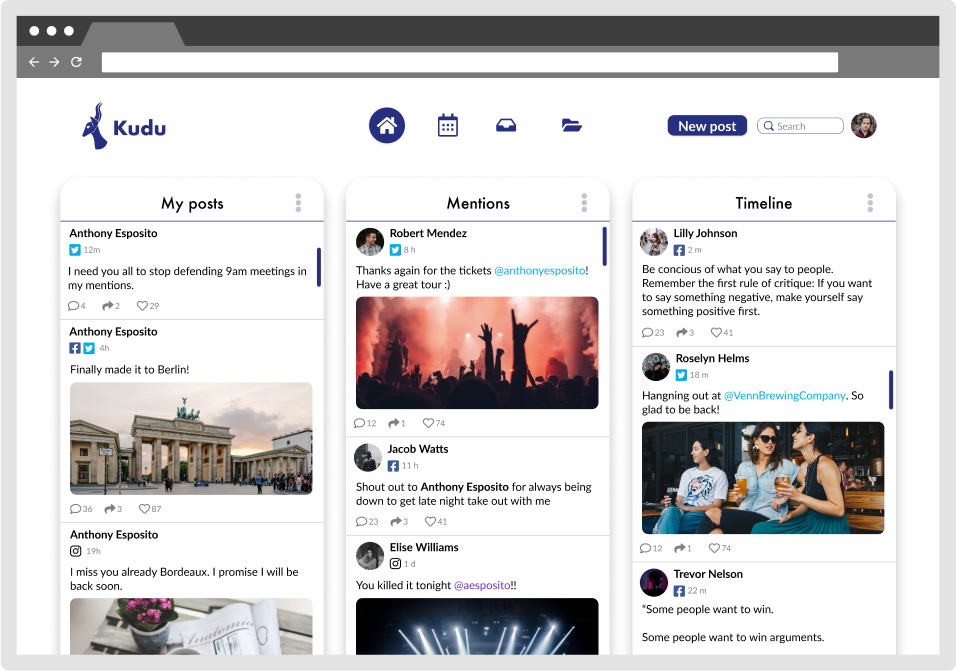 Kudu
New post
Search
My posts
Anthony Esposito
12m
I need you all to stop defending 9am meetings in
my mentions.
4 2 29
Anthony Esposito
4h
Finally made it to Berlin!
36 3 87
Anthony Esposito
19h
I miss you already Bordeaux. I promise I will be
back soon.
Anatomia
Mentions
Robert Mendez
8 h
Thanks again for the tickets @anthonyesposito!
Have a great tour :)
12 1 74
Jacob Watts
11 h
Shout out to Anthony Esposito for always being
down to get late night take out with me
23 3 41
Elise Williams
1 d
You killed it tonight @aesposito!!
Timeline
Lilly Johnson
2 m
Be concious of what you say to people.
Remember the first rule of critique: If you want
to say something negative, make yourself say
something positive first.
23 3 41
Roselyn Helms
18 m
Hangning out at @VennBrewingCompany. So
glad to be back!
12 1 74
Trevor Nelson
22 m
“Some people want to win.
Some people want to win arguments.